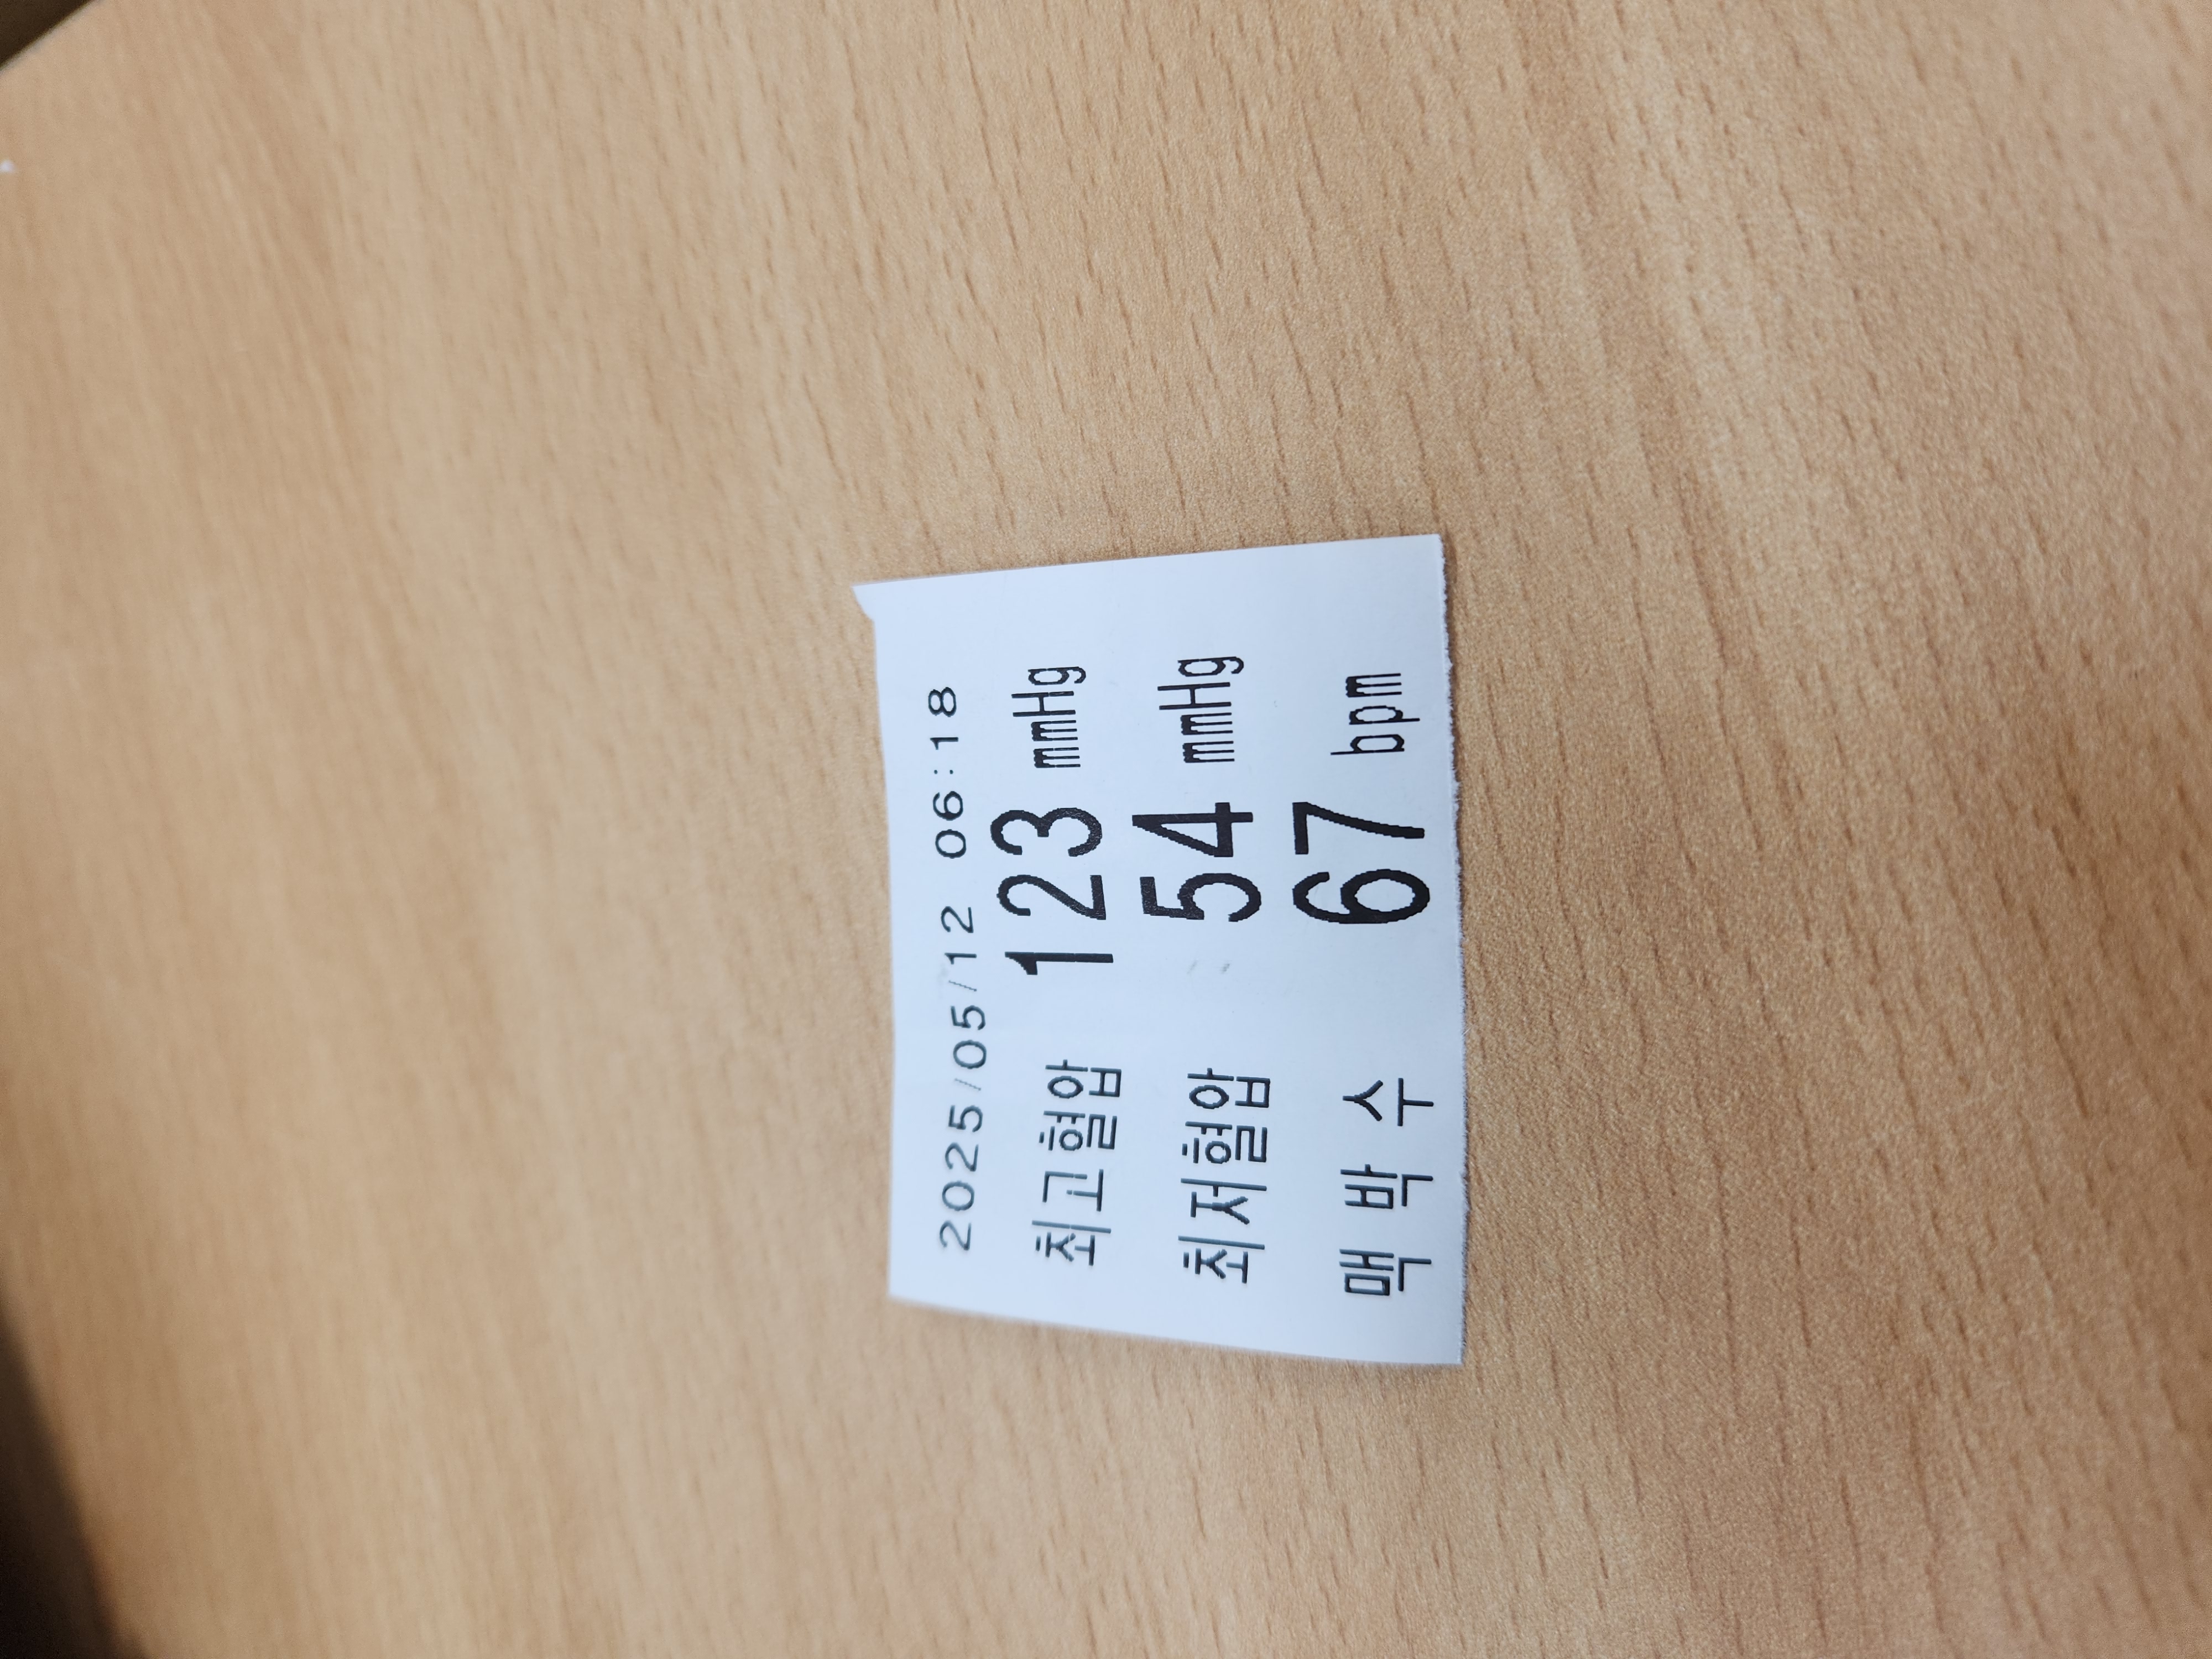 2025/05/12 06:18
최고혈압 123 mmHg
최저혈압 54 mmHg
맥 박 수 67 bpm